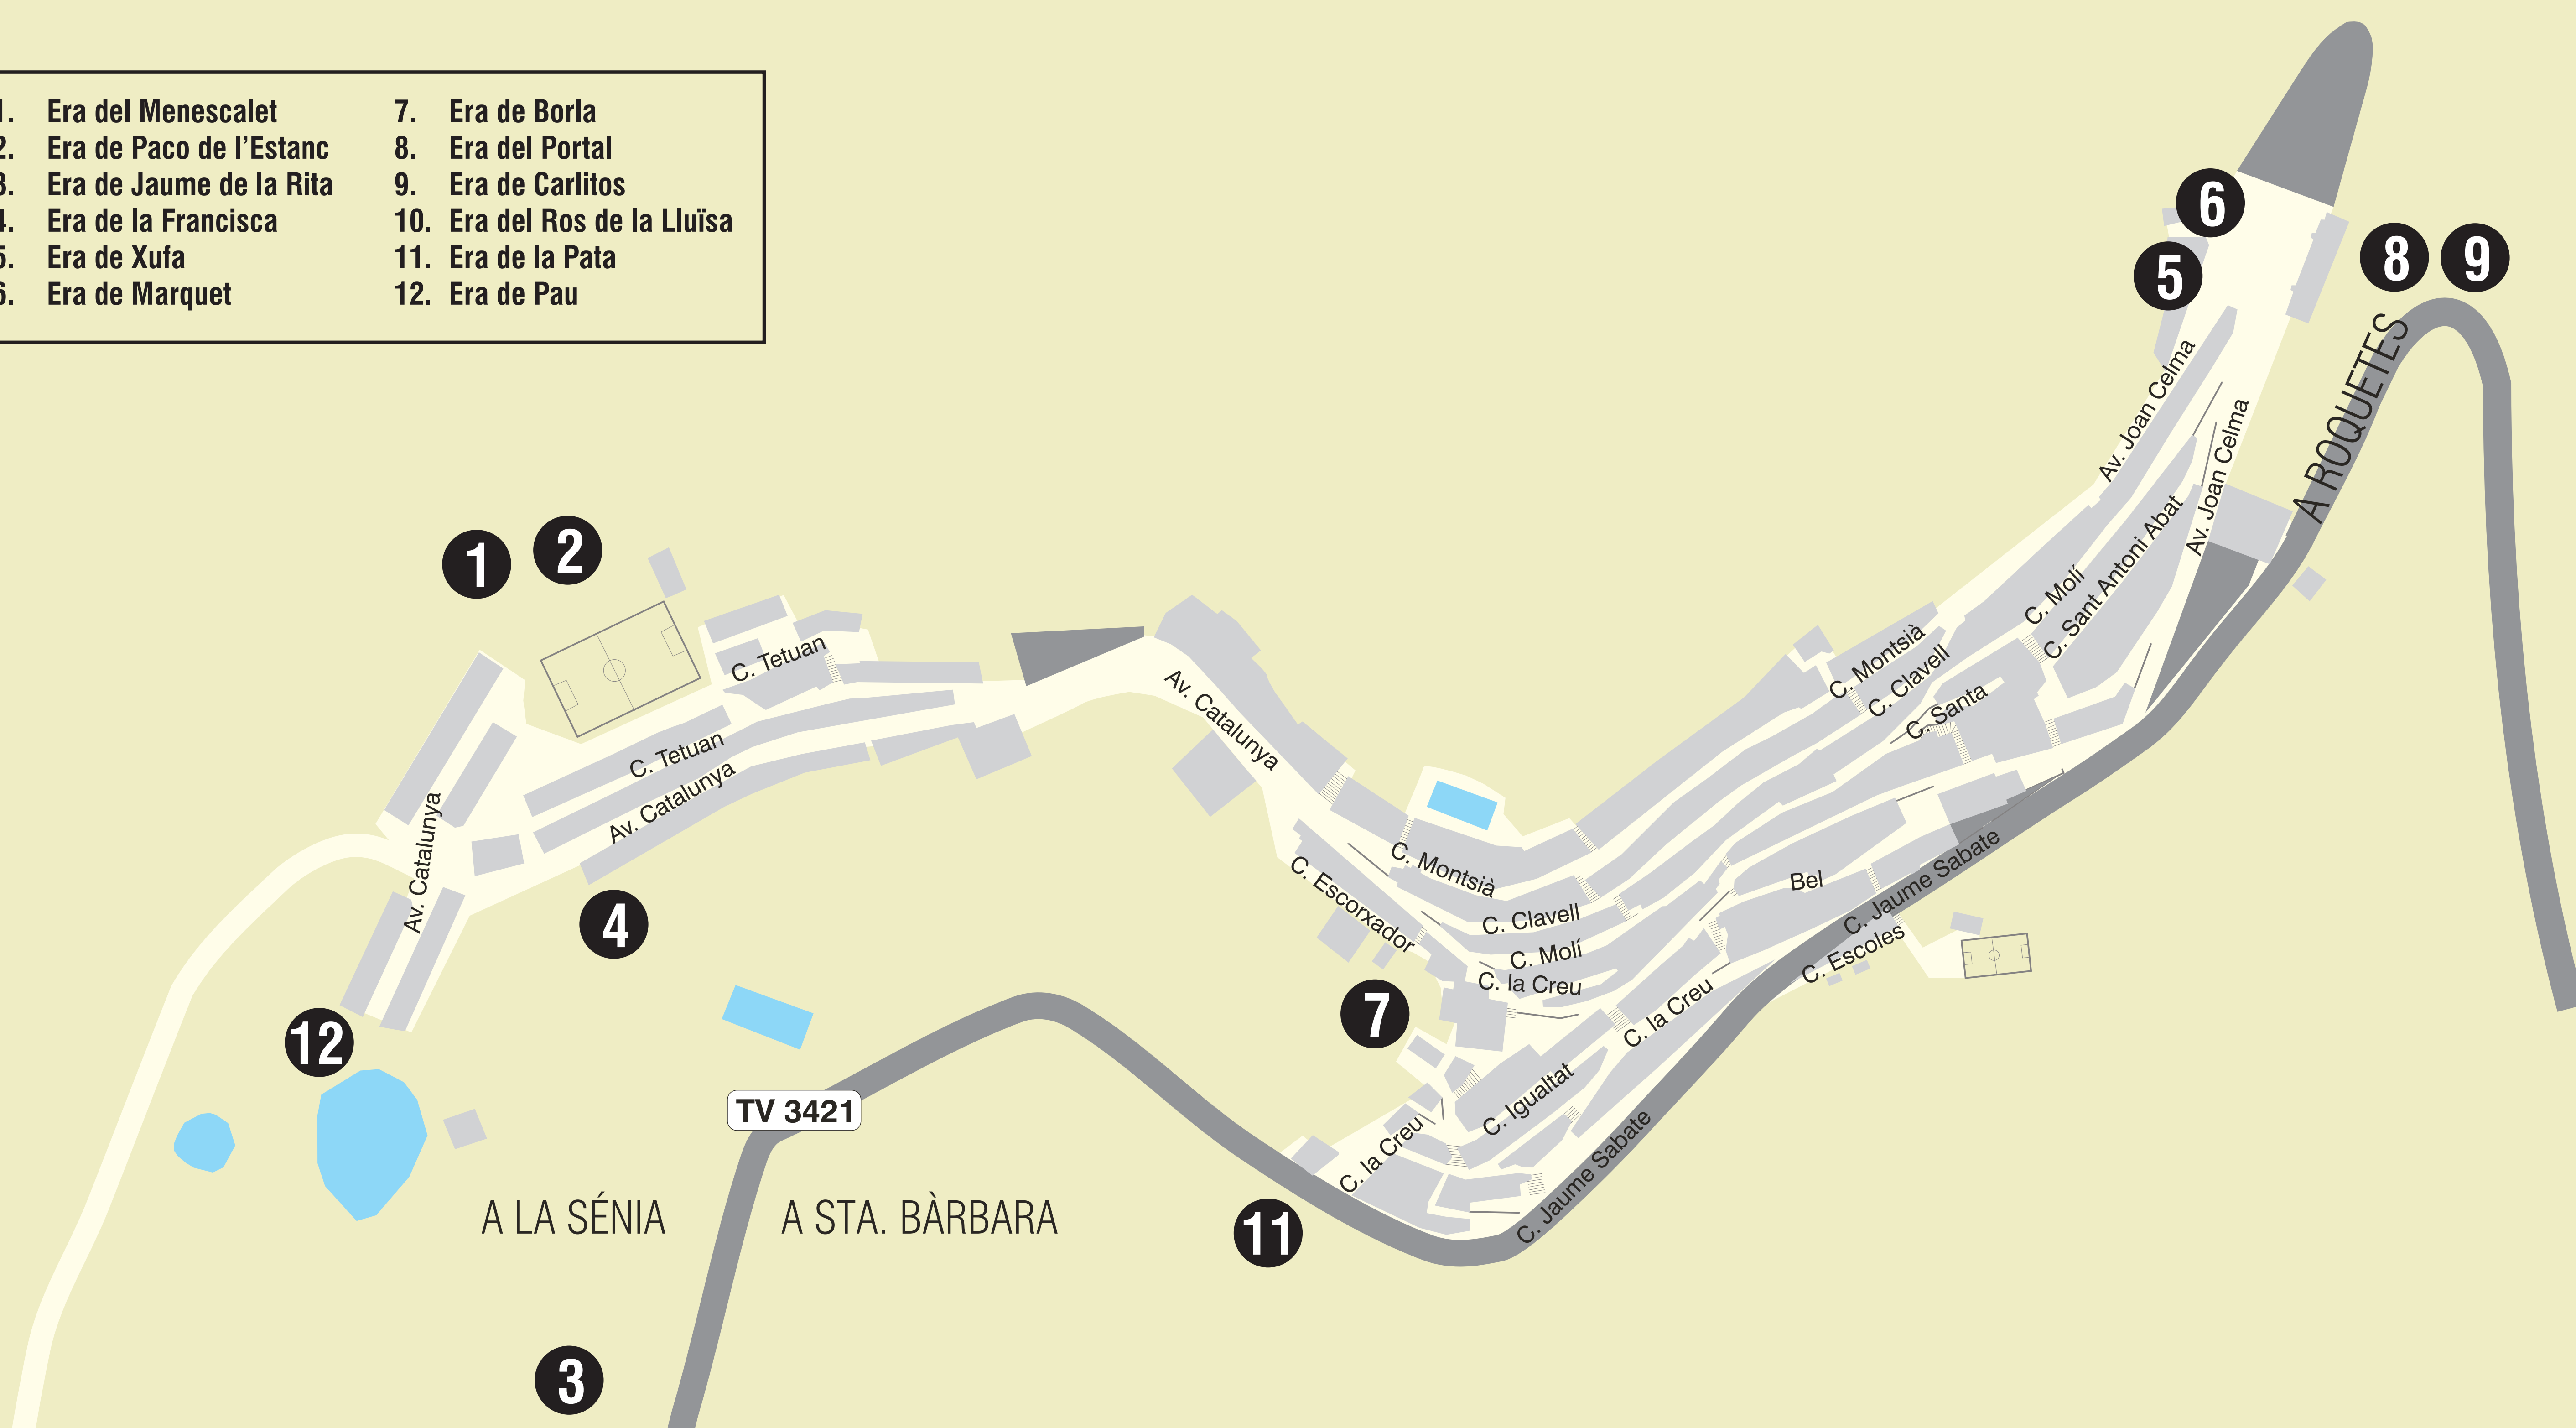 1. Era del Menescalet
2. Era de Paco de l'Estanc
3. Era de Jaume de la Rita
4. Era de la Francisca
5. Era de Xufa
6. Era de Marquet
7. Era de Borla
8. Era del Portal
9. Era de Carlitos
10. Era del Ros de la Lluïsa
11. Era de la Pata
12. Era de Pau
6
5
8
9
A ROQUETES
Av. Joan Celma
Av. Joan Celma
1
2
C. Sant Antoni Abat
C. Molí
C. Montsià
C. Clavell
C. Santa
C. Tetuan
C. Tetuan
Av. Catalunya
Av. Catalunya
Av. Catalunya
C. Montsià
C. Escorxador
C. Clavell
C. Molí
C. la Creu
Bel
C. Jaume Sabate
C. Escoles
4
7
12
C. la Creu
C. Igualtat
C. la Creu
C. Jaume Sabate
TV 3421
A LA SÉNIA
A STA. BÀRBARA
11
3